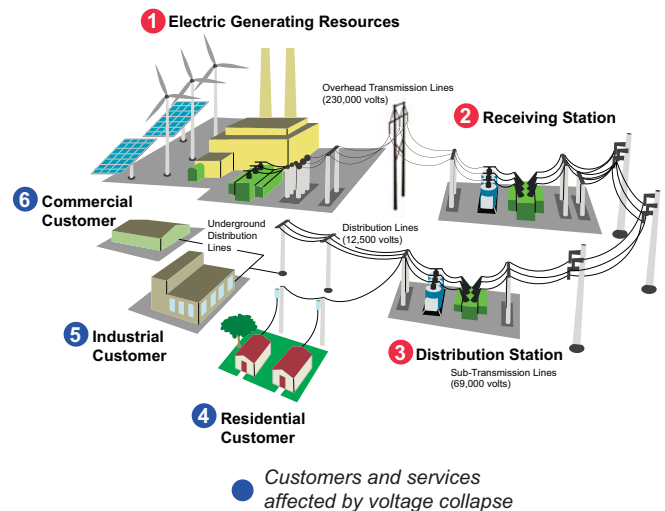 1 Electric Generating Resources
Overhead Transmission Lines
(230,000 volts)
2 Receiving Station
6 Commercial
Customer
Underground
Distribution
Lines
Distribution Lines
(12,500 volts)
5 Industrial
Customer
3 Distribution Station
Sub-Transmission Lines
(69,000 volts)
4 Residential
Customer
Customers and services
affected by voltage collapse